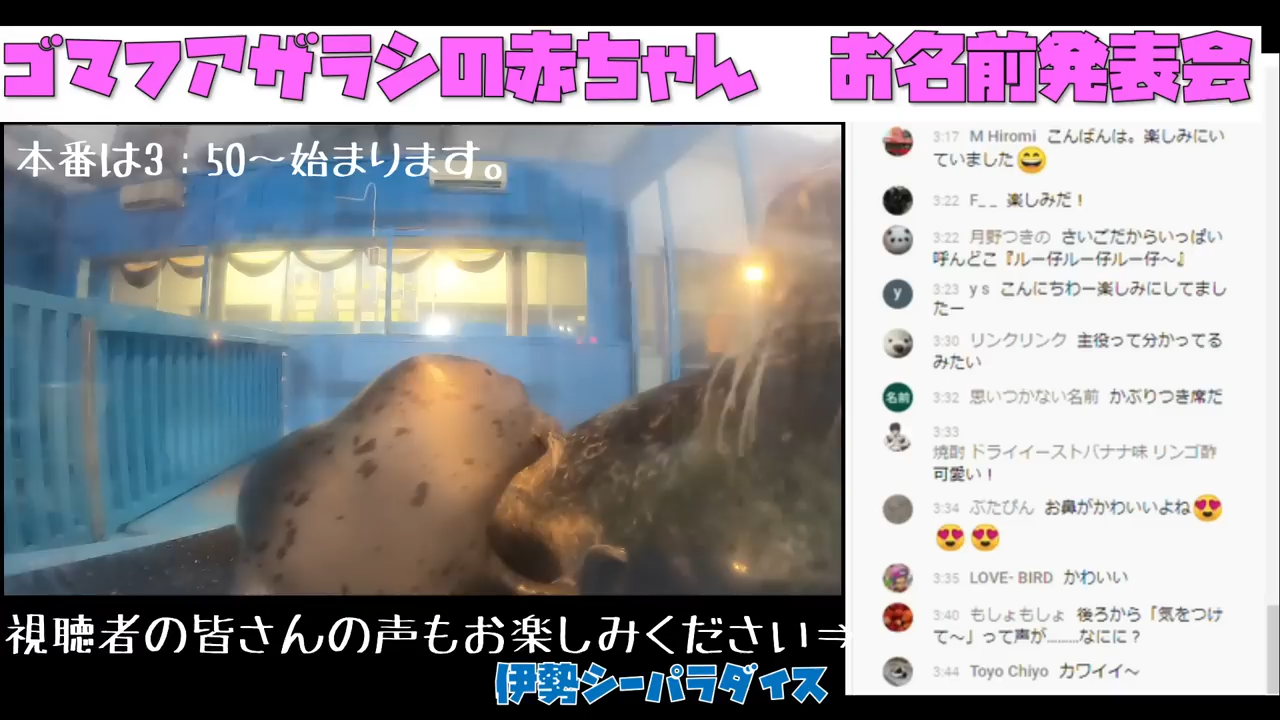 ゴマフアザラシの赤ちゃん　お名前発表会
本番は3：50～始まります。
3:17 M Hiromi こんばんは。楽しみにい
ていました
3:22 F_ _ 楽しみだ！
3:22 月野つきの さいごだからいっぱい
呼んどこ『ルー仔ルー仔ルー仔～』
y
3:23 y s こんにちわー楽しみにしてまし
たー
3:30 リンクリンク 主役って分かってる
みたい
名前
3:32 思いつかない名前 かぶりつき席だ
3:33
焼酎 ドライイーストバナナ味 リンゴ酢
可愛い！
3:34 ぶたぴん お鼻がかわいいよね
3:35 LOVE- BIRD かわいい
3:40 もしょもしょ 後ろから「気をつけ
て～」って声が………なにに？
3:44 Toyo Chiyo カワイイ～
視聴者の皆さんの声もお楽しみください⇒
伊勢シーパラダイス